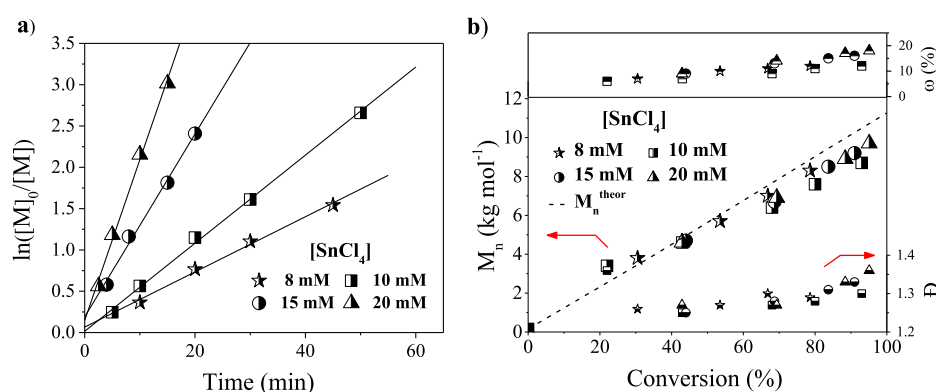 a)
ln([M]0/[M]
3.5
3.0
2.5
2.0
1.5
1.0
0.5
0.0
[SnCl4]
8 mM 10 mM
15 mM 20 mM
0 20 40 60
Time (min)
b)
20
10
0
ω (%)
Mn (kg mol-1)
12
10
8
6
4
2
0
[SnCl4]
8 mM 10 mM
15 mM 20 mM
Mn theor
1.4
1.3
1.2
Đ
0 20 40 60 80 100
Conversion (%)